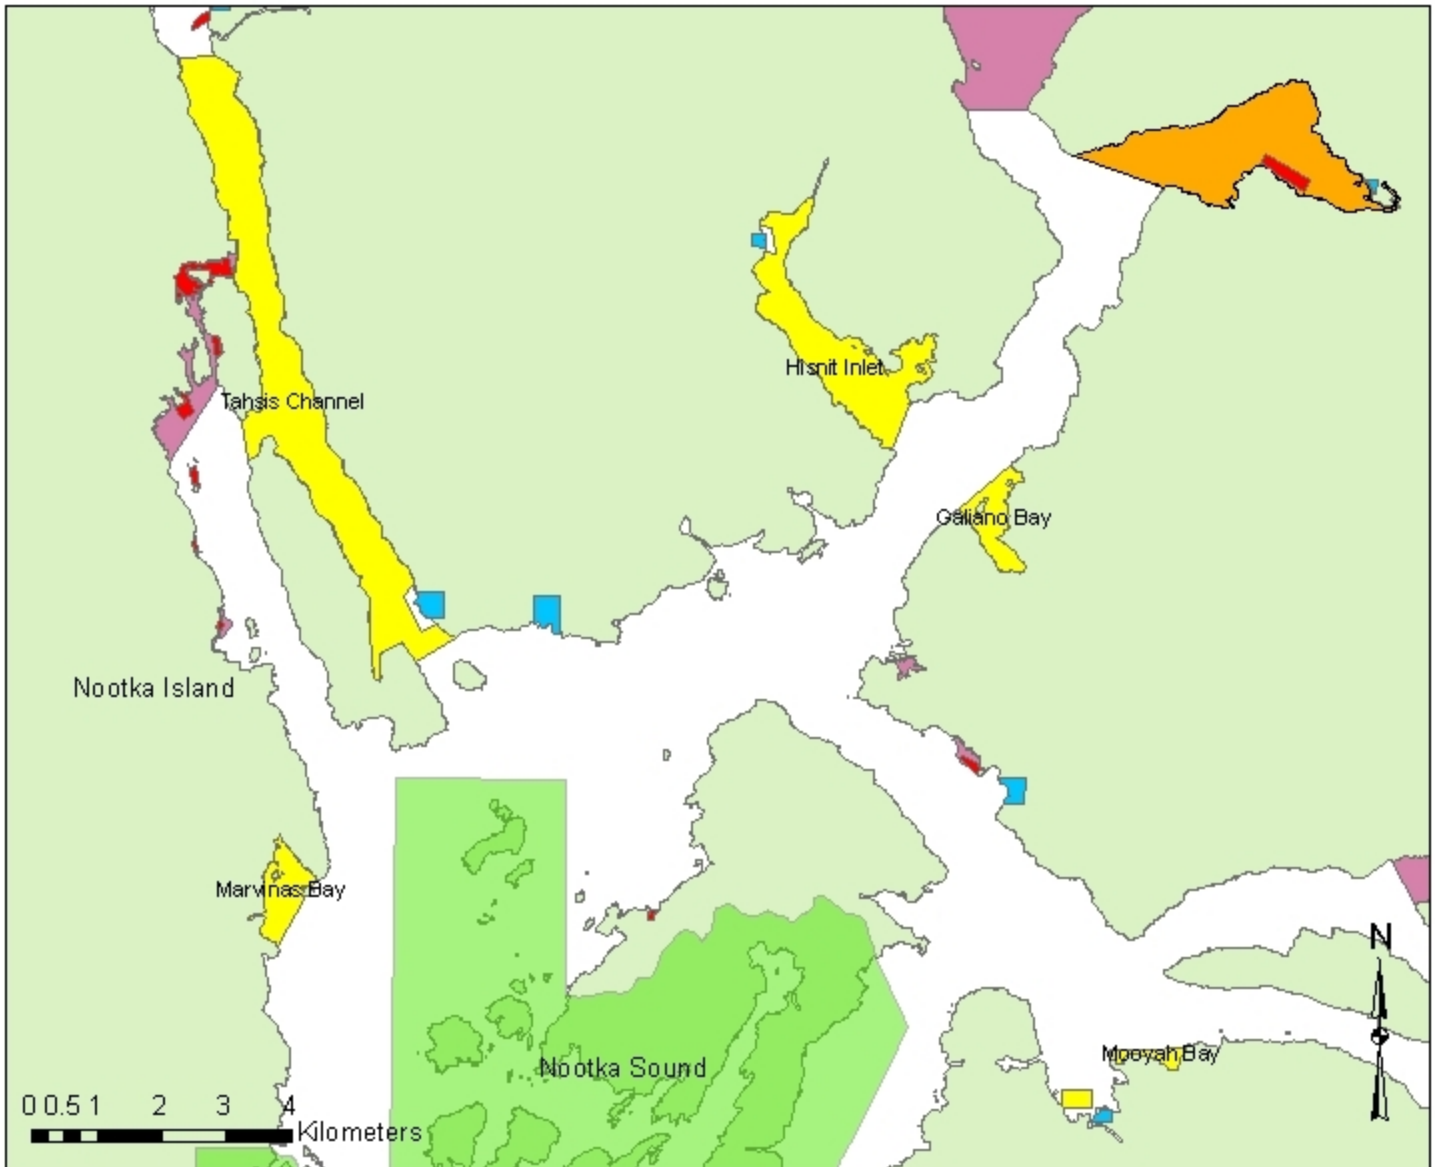 Hisnit Inlet
Tahsis Channel
Galiano Bay
Nootka Island
Marvinas Bay
N
Mooyah Bay
Nootka Sound
0 0.5 1 2 3 4
Kilometers